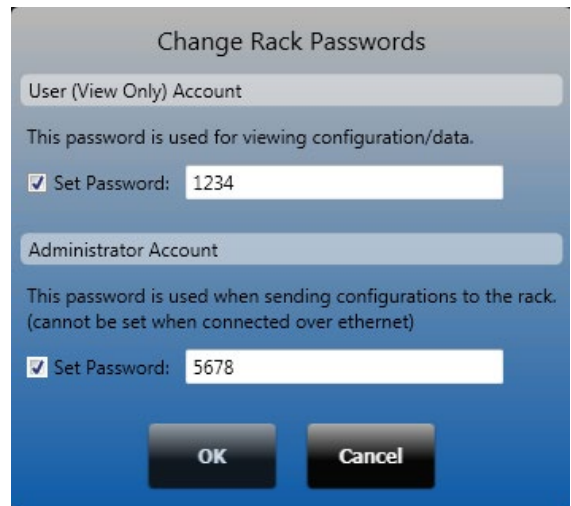 Change Rack Passwords
User (View Only) Account
This password is used for viewing configuration/data.
Set Password: 1234
Administrator Account
This password is used when sending configurations to the rack.
(cannot be set when connected over ethernet)
Set Password: 5678
OK Cancel